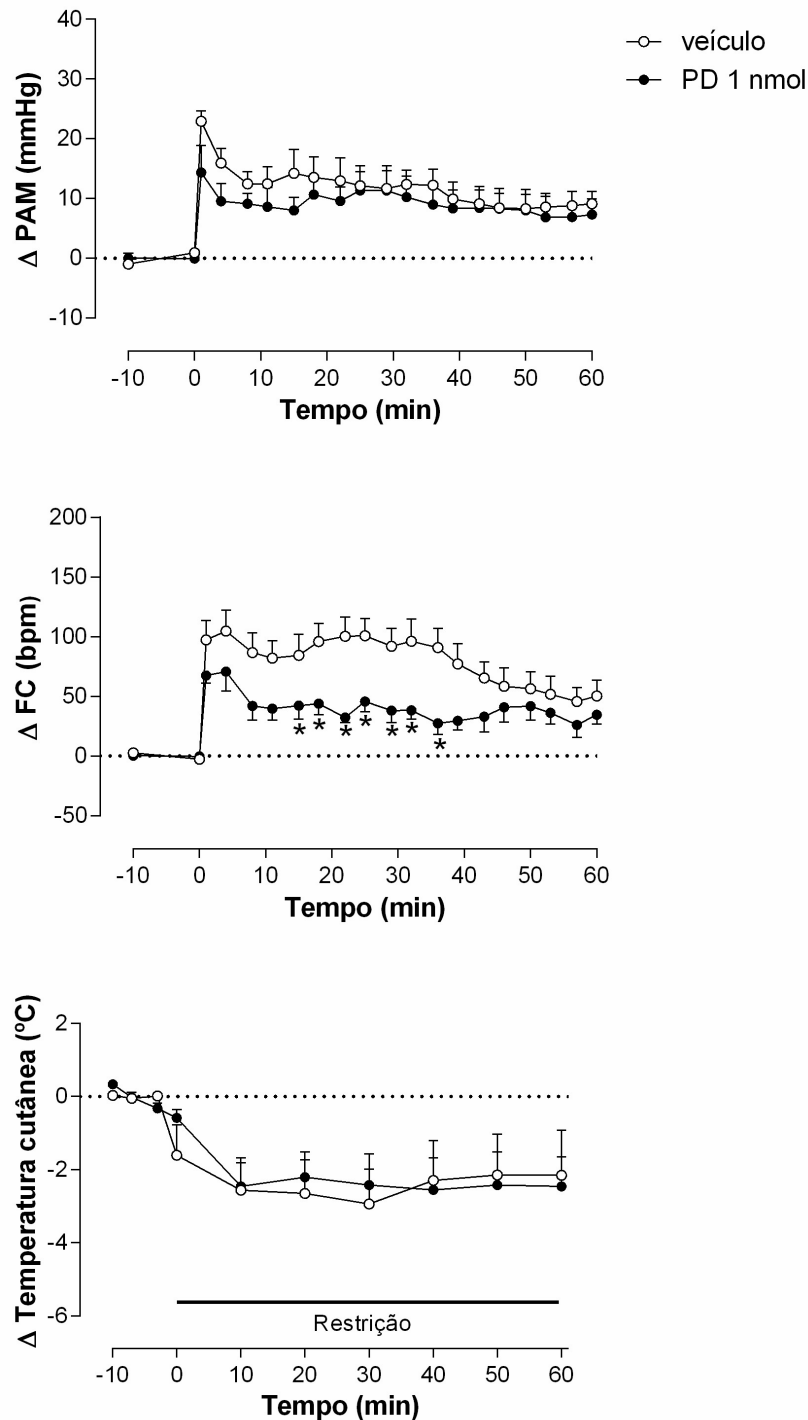 veículo
PD 1 nmol
Δ PAM (mmHg)
40
30
20
10
0
-10
-10 0 10 20 30 40 50 60
Tempo (min)
Δ FC (bpm)
200
150
100
50
0
-50
* * * * * * *
-10 0 10 20 30 40 50 60
Tempo (min)
Δ Temperatura cutânea (ºC)
2
0
-2
-4
-6
Restrição
-10 0 10 20 30 40 50 60
Tempo (min)